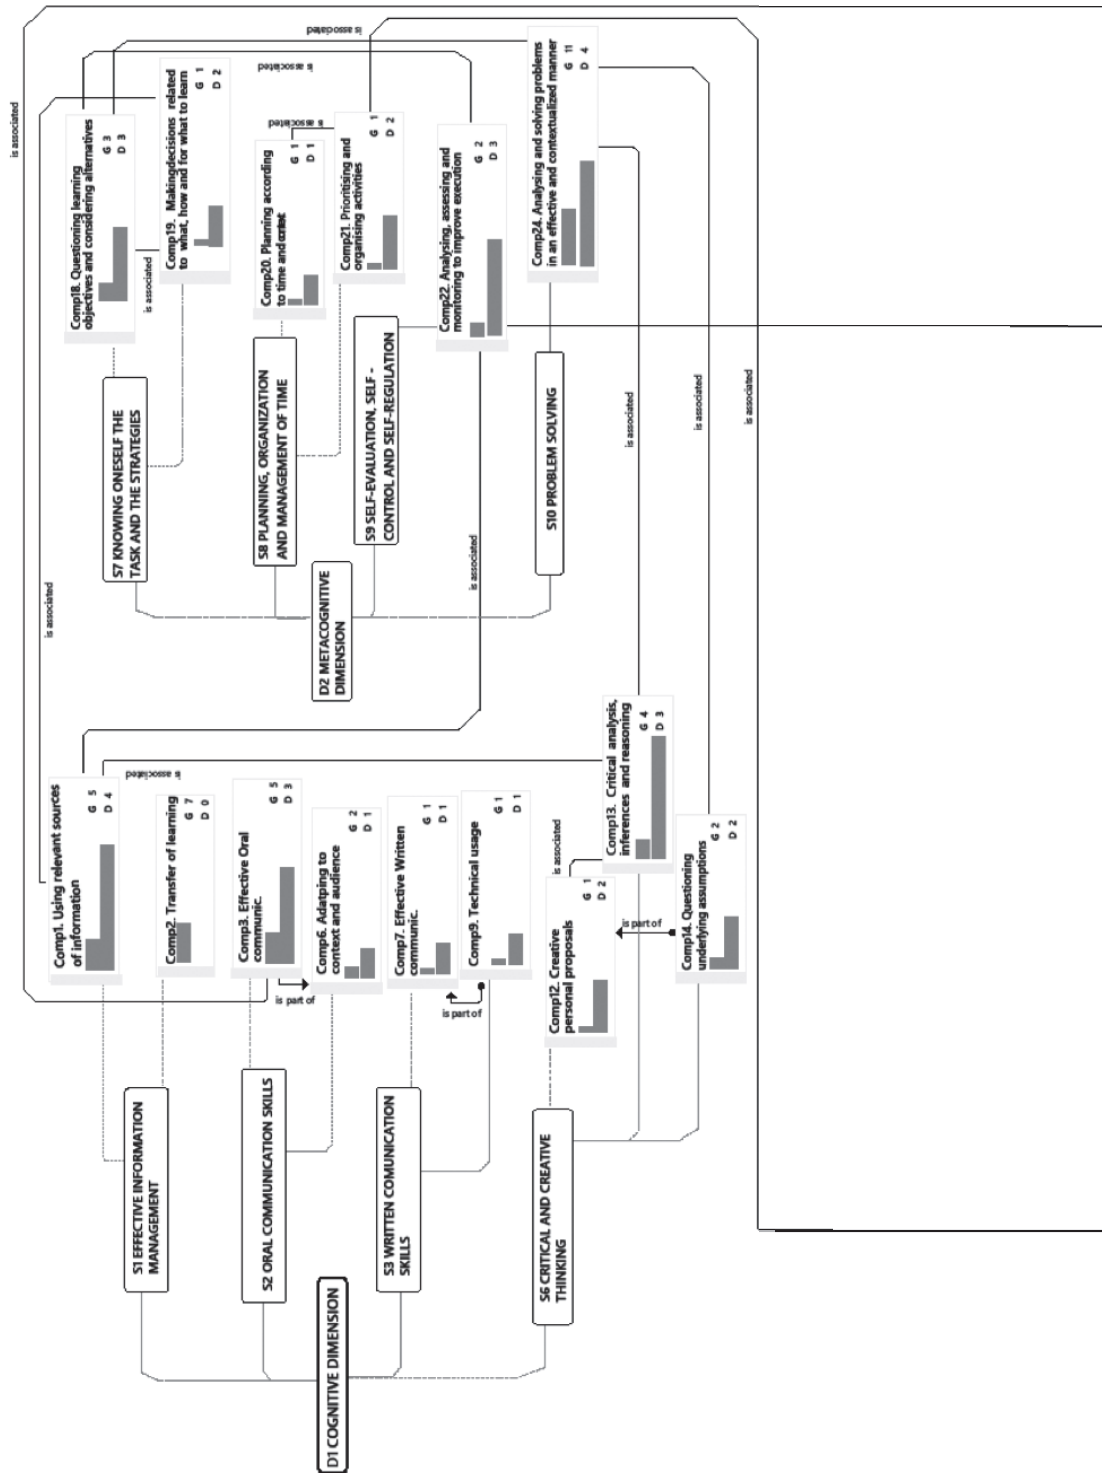 D1 COGNITIVE DIMENSION
S1 EFFECTIVE INFORMATION
MANAGEMENT
Comp1. Using relevant sources
of information
G 5
D 4
Comp2. Transfer of learning
G 7
D 0
S2 ORAL COMMUNICATION SKILLS
Comp3. Effective Oral
communic.
G 5
D 3
is part of
Comp6. Adatping to
context and audience
G 2
D 1
S3 WRITTEN COMUNICATION
SKILLS
Comp7. Effective Written
communic.
G 1
D 1
is part of
Comp9. Technical usage
G 1
D 1
S6 CRITICAL AND CREATIVE
THINKING
Comp12. Creative
personal proposals
G 1
D 2
is associated
Comp13. Critical analysis,
inferences and reasoning
G 4
D 3
is part of
Comp14. Questioning
underlying assumptions
G 2
D 2
is associated
D2 METACOGNITIVE
DIMENSION
S7 KNOWING ONESELF THE
TASK AND THE STRATEGIES
Comp18. Questioning learning
objectives and considering alternatives
G 3
D 3
is associated
Comp19. Makingdecisions related
to what, how and for what to learn
G 1
D 2
S8 PLANNING, ORGANIZATION
AND MANAGEMENT OF TIME
Comp20. Planning according
to time and
G 1
D 1
is associated
Comp21. Prioritising and
organising activities
G 1
D 2
S9 SELF-EVALUATION, SELF -
CONTROL AND SELF-REGULATION
Comp22. Analysing, assessing and
monitoring to improve execution
G 2
D 3
S10 PROBLEM SOLVING
Comp24. Analysing and solving problems
in an effective and contextualized manner
G 11
D 4
is associated
is associated
is associated
is associated
is associated
is associated
is associated
is associated